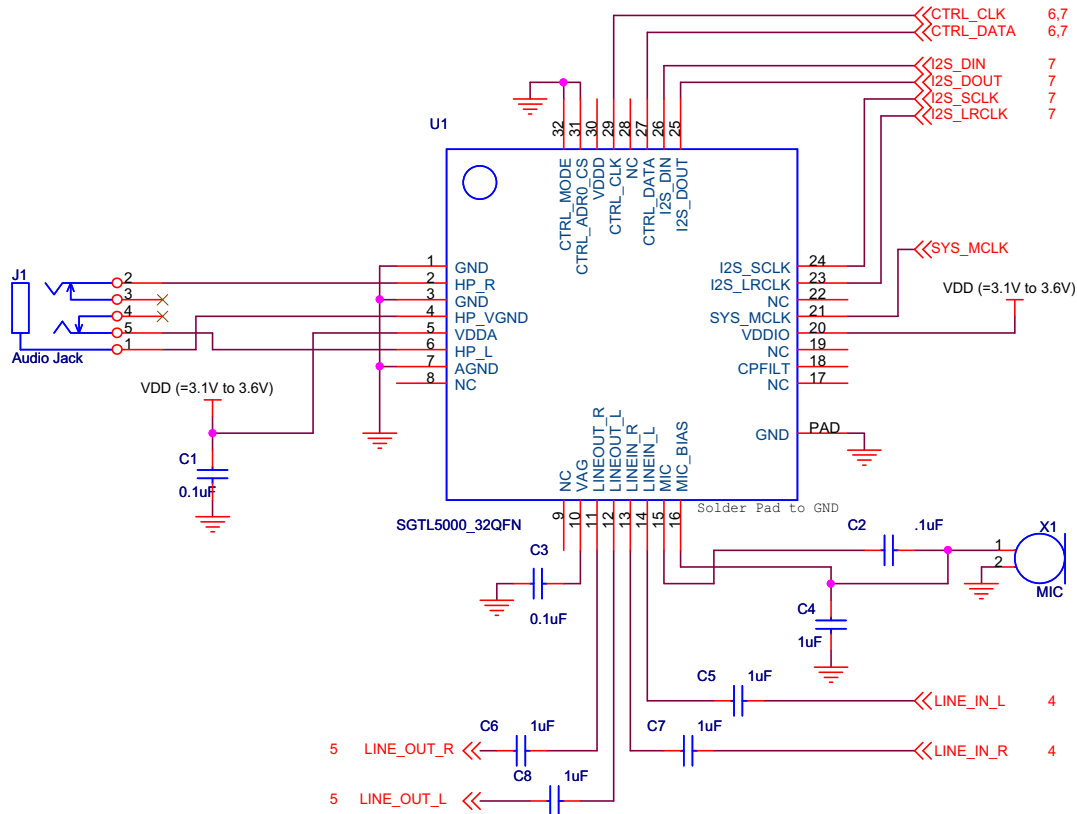 CTRL_CLK 6,7
CTRL_DATA 6,7
I2S_DIN 7
I2S_DOUT 7
I2S_SCLK 7
I2S_LRCLK 7
U1
32 31 30 29 28 27 26 25
CTRL_MODE
CTRL_ADR0_CS
VDDD
CTRL_CLK
NC
CTRL_DATA
I2S_DIN
I2S_DOUT
SYS_MCLK
VDD (=3.1V to 3.6V)
J1
2
3
4
5
1
Audio Jack
1 GND
2 HP_R
3 GND
4 HP_VGND
5 VDDA
6 HP_L
7 AGND
8 NC
I2S_SCLK 24
I2S_LRCLK 23
NC 22
SYS_MCLK 21
VDDIO 20
NC 19
CPFILT 18
NC 17
GND PAD
VDD (=3.1V to 3.6V)
C1
0.1uF
NC
VAG
LINEOUT_R
LINEOUT_L
LINEIN_R
LINEIN_L
MIC
MIC_BIAS
9 10 11 12 13 14 15 16
Solder Pad to GND
SGTL5000_32QFN
C2 .1uF
X1
1
2
MIC
C3
0.1uF
C4
1uF
C5 1uF
LINE_IN_L 4
C6 1uF
5 LINE_OUT_R
C7 1uF
LINE_IN_R 4
C8 1uF
5 LINE_OUT_L